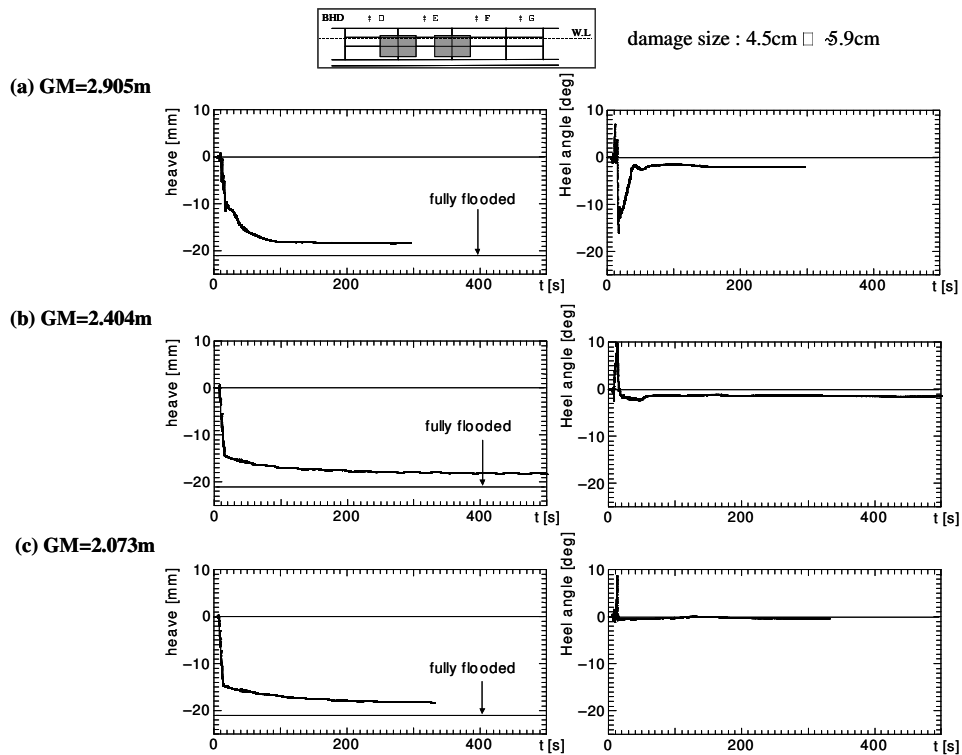 BHD ‡ D ‡ E ‡ F ‡ G
W.L
damage size : 4.5cm □ ~5.9cm
(a) GM=2.905m
heave [mm]
10
0
−10
−20
fully flooded
0 200 400 t [s]
Heel angle [deg]
10
0
−10
−20
0 200 400 t [s]
(b) GM=2.404m
heave [mm]
10
0
−10
−20
fully flooded
0 200 400 t [s]
Heel angle [deg]
10
0
−10
−20
0 200 400 t [s]
(c) GM=2.073m
heave [mm]
10
0
−10
−20
fully flooded
0 200 400 t [s]
Heel angle [deg]
10
0
−10
−20
0 200 400 t [s]